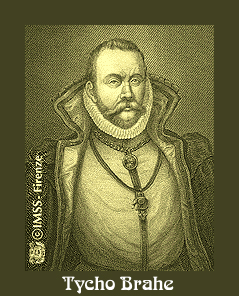 ©IMSS - Firenze
Tycho Brahe